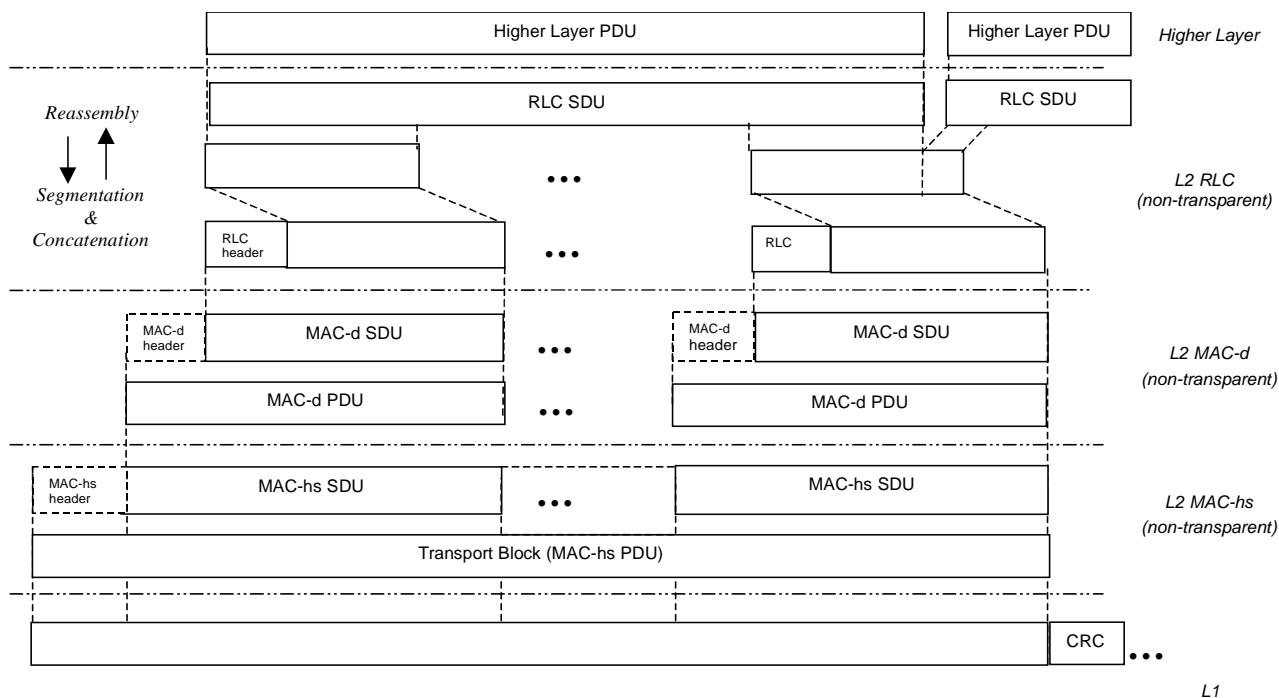 Higher Layer PDU
Higher Layer PDU
Higher Layer
RLC SDU
RLC SDU
Reassembly
Segmentation
&
Concatenation
•••
•••
L2 RLC
(non-transparent)
RLC
header
RLC
MAC-d
header
MAC-d SDU
•••
MAC-d
header
MAC-d SDU
L2 MAC-d
(non-transparent)
MAC-d PDU
•••
MAC-d PDU
MAC-hs
header
MAC-hs SDU
•••
MAC-hs SDU
L2 MAC-hs
(non-transparent)
Transport Block (MAC-hs PDU)
CRC
•••
L1